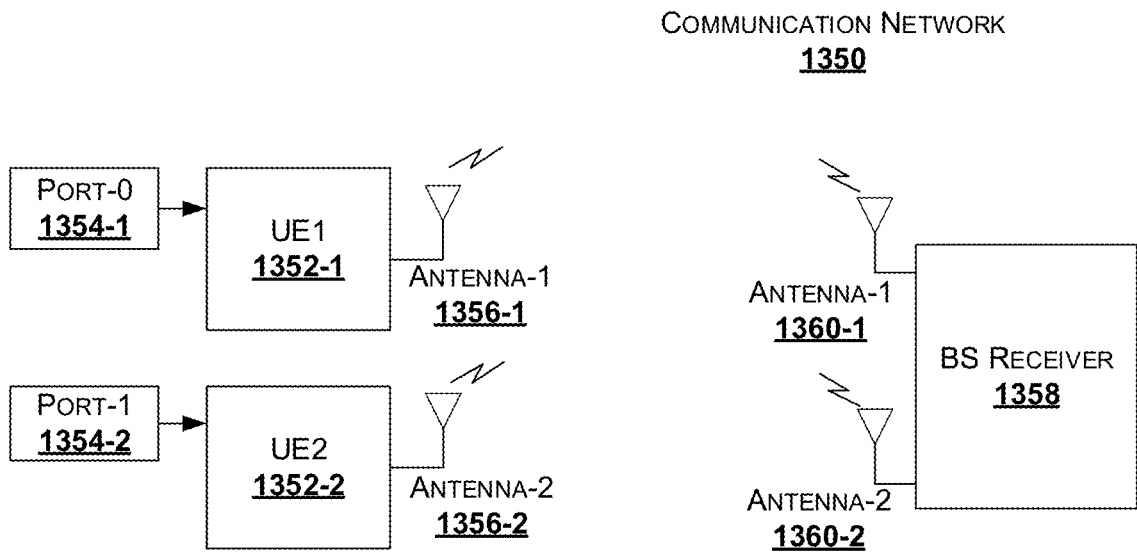 COMMUNICATION NETWORK
1350
PORT-0
1354-1
UE1
1352-1
ANTENNA-1
1356-1
ANTENNA-1
1360-1
BS RECEIVER
1358
PORT-1
1354-2
UE2
1352-2
ANTENNA-2
1356-2
ANTENNA-2
1360-2